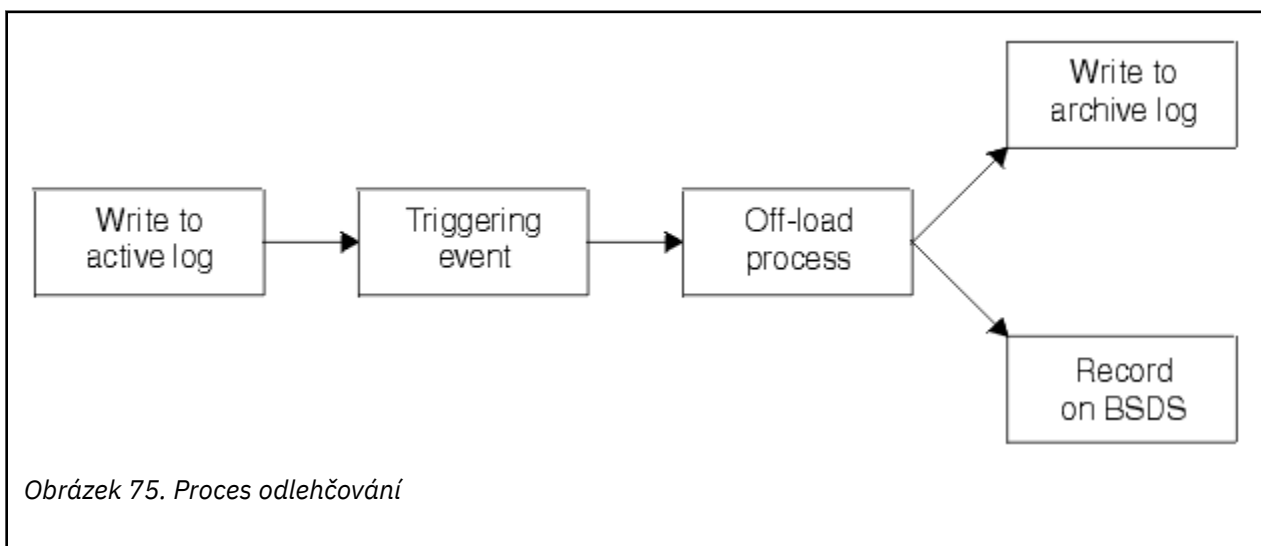 Write to
active log
Triggering
event
Off-load
process
Write to
archive log
Record
on BSDS
Obrázek 75. Proces odlehčování